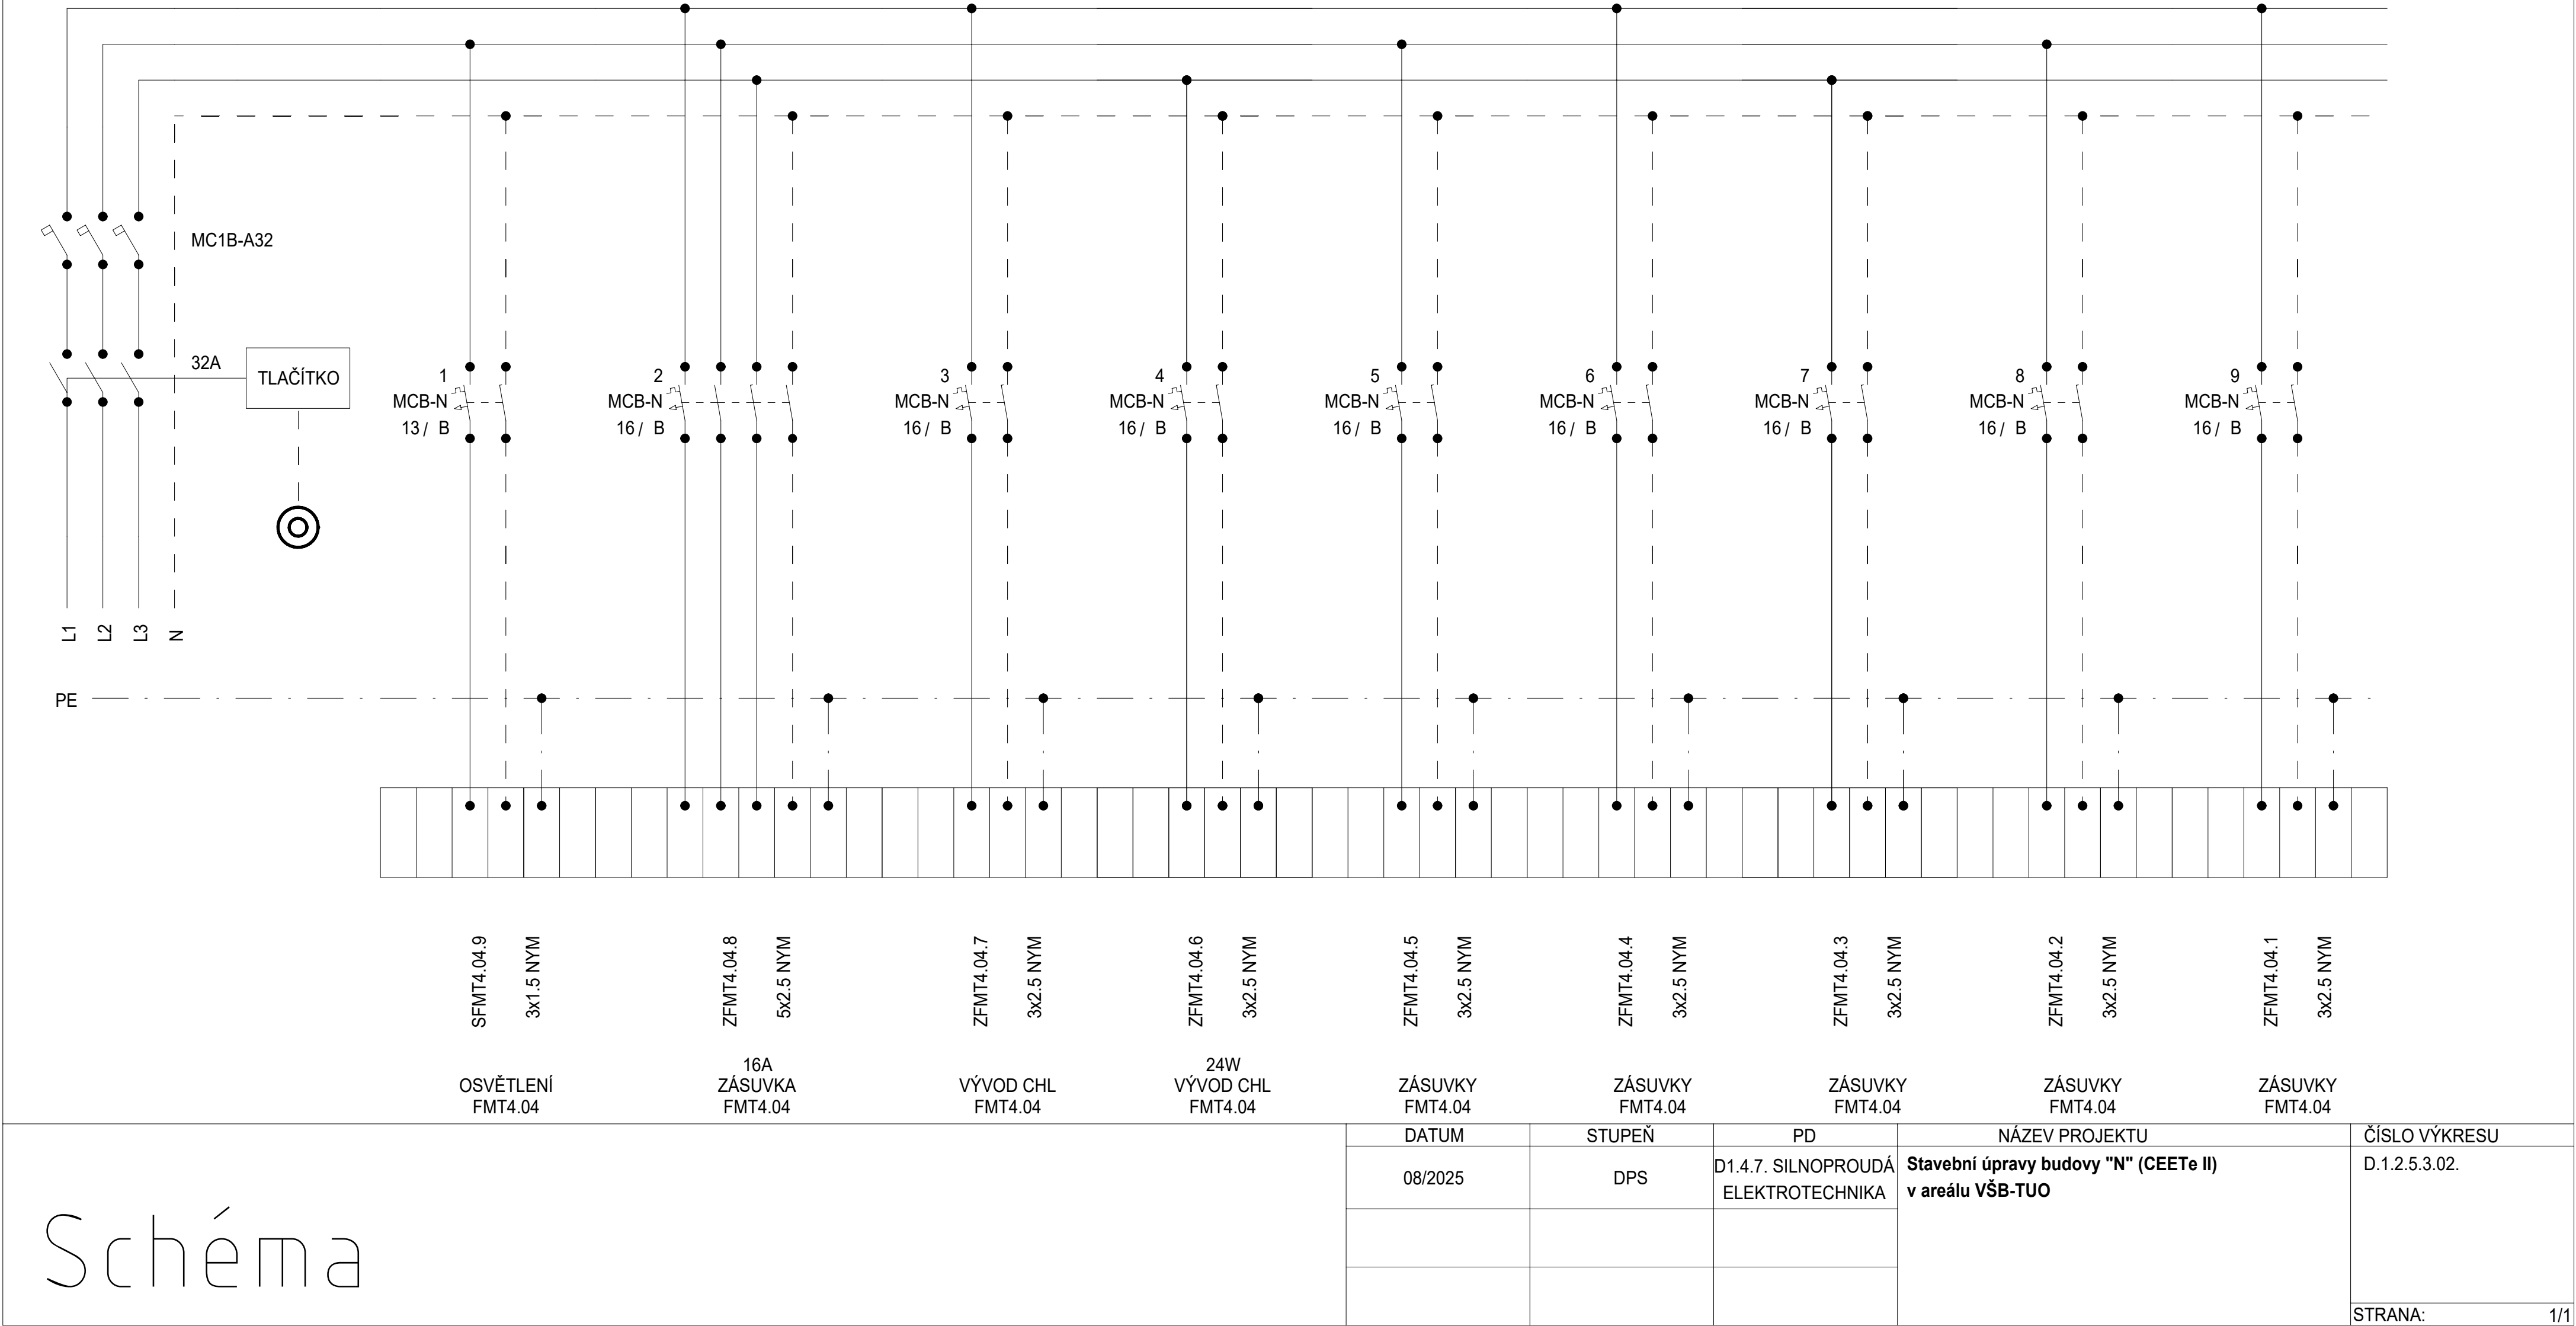 MC1B-A32
32A
TLAČÍTKO
1
MCB-N
13 / B
2
MCB-N
16 / B
3
MCB-N
16 / B
4
MCB-N
16 / B
5
MCB-N
16 / B
6
MCB-N
16 / B
7
MCB-N
16 / B
8
MCB-N
16 / B
9
MCB-N
16 / B
L1
L2
L3
N
PE
SFMT4.04.9
3x1.5 NYM
ZFMT4.04.8
5x2.5 NYM
ZFMT4.04.7
3x2.5 NYM
ZFMT4.04.6
3x2.5 NYM
ZFMT4.04.5
3x2.5 NYM
ZFMT4.04.4
3x2.5 NYM
ZFMT4.04.3
3x2.5 NYM
ZFMT4.04.2
3x2.5 NYM
ZFMT4.04.1
3x2.5 NYM
OSVĚTLENÍ
FMT4.04
16A
ZÁSUVKA
FMT4.04
VÝVOD CHL
FMT4.04
24W
VÝVOD CHL
FMT4.04
ZÁSUVKY
FMT4.04
ZÁSUVKY
FMT4.04
ZÁSUVKY
FMT4.04
ZÁSUVKY
FMT4.04
ZÁSUVKY
FMT4.04
Schéma
DATUM
08/2025
STUPEŇ
DPS
PD
D1.4.7. SILNOPROUDÁ
ELEKTROTECHNIKA
NÁZEV PROJEKTU
Stavební úpravy budovy "N" (CEETe II)
v areálu VŠB-TUO
ČÍSLO VÝKRESU
D.1.2.5.3.02.
STRANA: 1/1